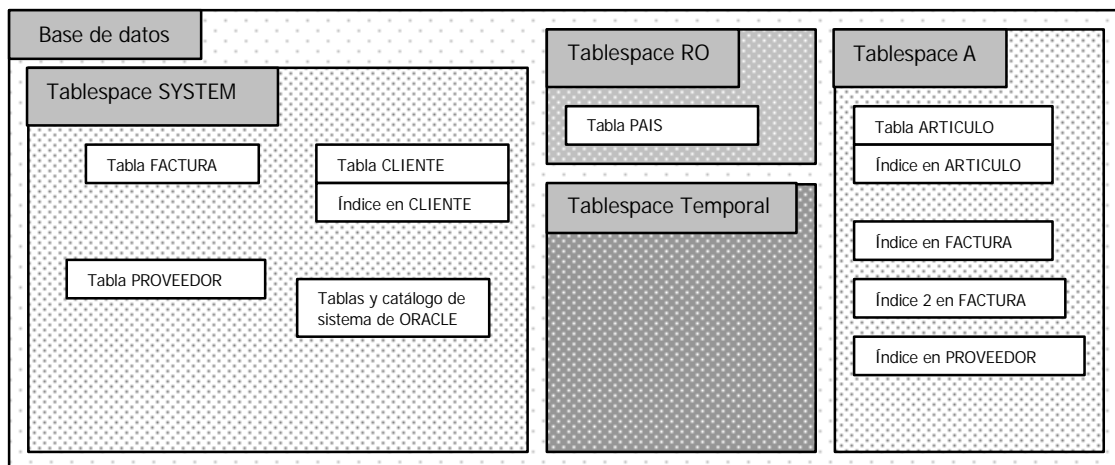 Base de datos
Tablespace SYSTEM
Tabla FACTURA
Tabla CLIENTE
Índice en CLIENTE
Tabla PROVEEDOR
Tablas y catálogo de
sistema de ORACLE
Tablespace RO
Tabla PAIS
Tablespace Temporal
Tablespace A
Tabla ARTICULO
Índice en ARTICULO
Índice en FACTURA
Índice 2 en FACTURA
Índice en PROVEEDOR